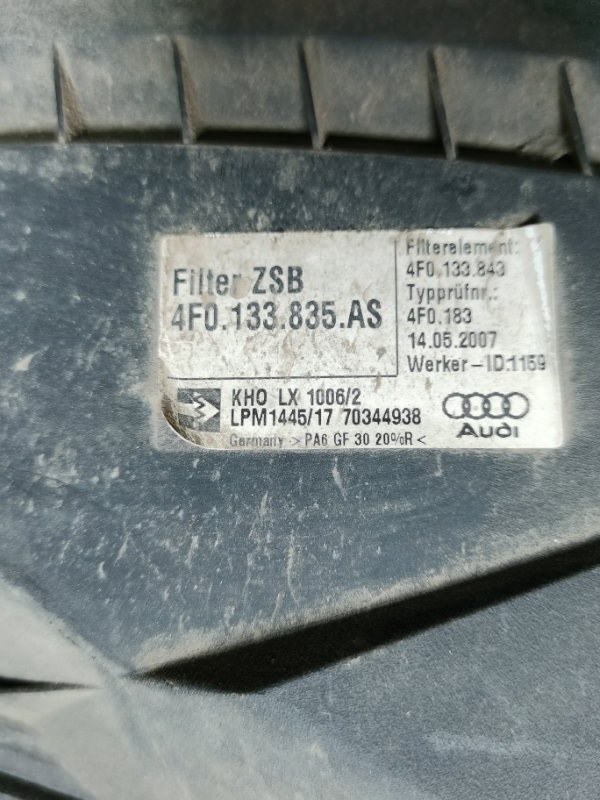 Filter ZSB
4F0.133.835.AS
Filterelement:
4F0.133.843
Typprüfnr.:
4F0.183
14.05.2007
Werker-ID:1159
KHO LX 1006/2
LPM1445/17 70344938
Germany >PA6 GF 30 20%R<
Audi